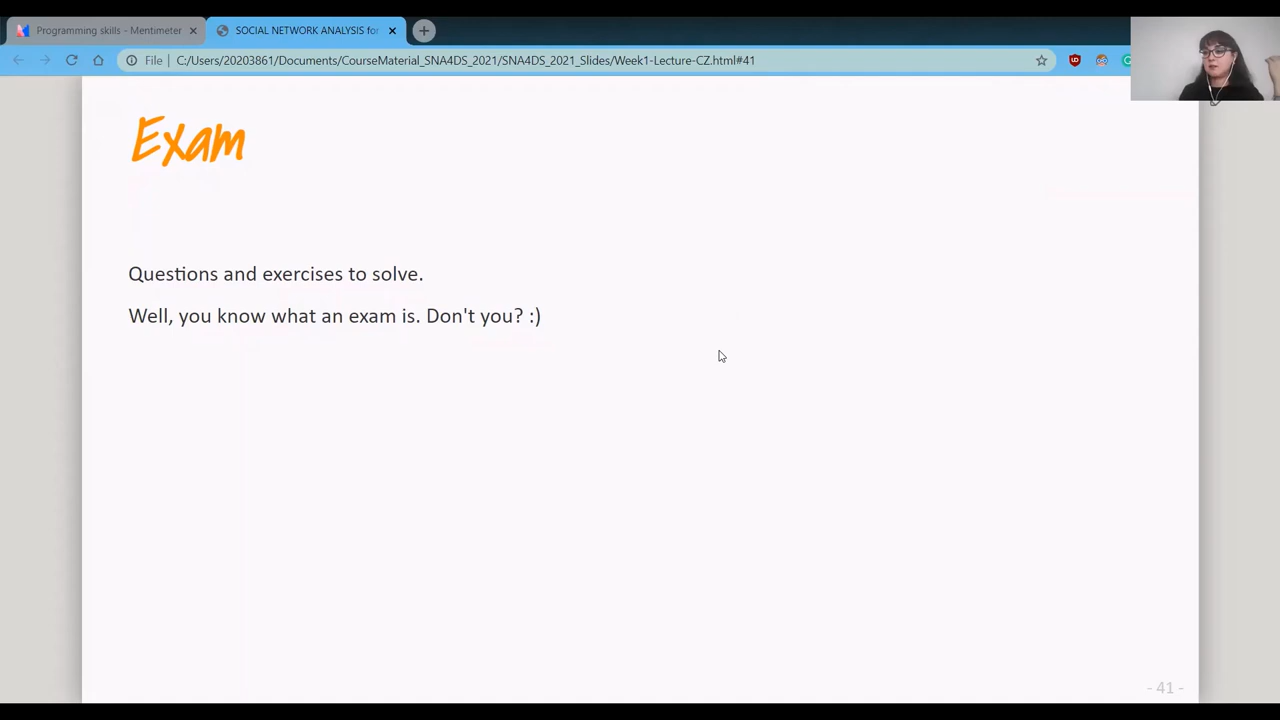 Programming skills - Mentimeter
SOCIAL NETWORK ANALYSIS for
File
C:/Users/20203861/Documents/CourseMaterial_SNA4DS_2021/SNA4DS_2021_Slides/Week1-Lecture-CZ.html#41
Exam
Questions and exercises to solve.
Well, you know what an exam is. Don't you? :)
- 41 -